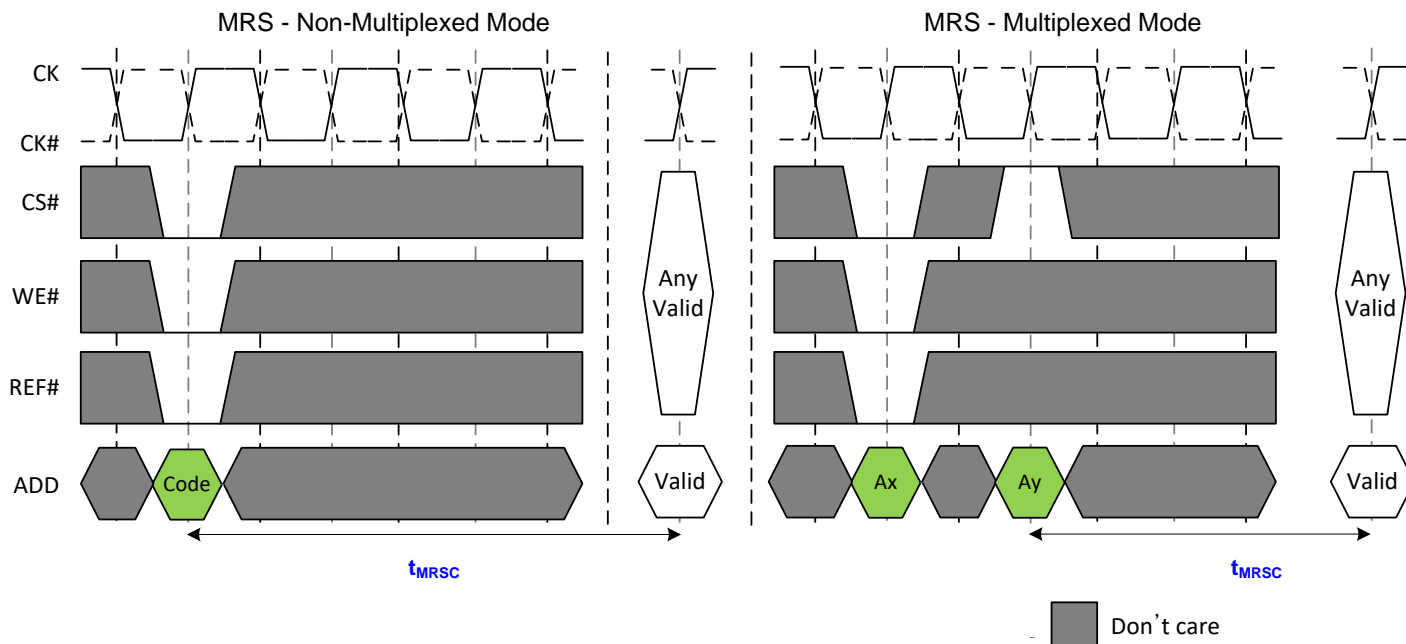 MRS - Non-Multiplexed Mode
MRS - Multiplexed Mode
CK
CK#
CS#
WE#
REF#
ADD
Any
Valid
Any
Valid
Code
Valid
Ax
Ay
Valid
tMRSC
tMRSC
Don't care